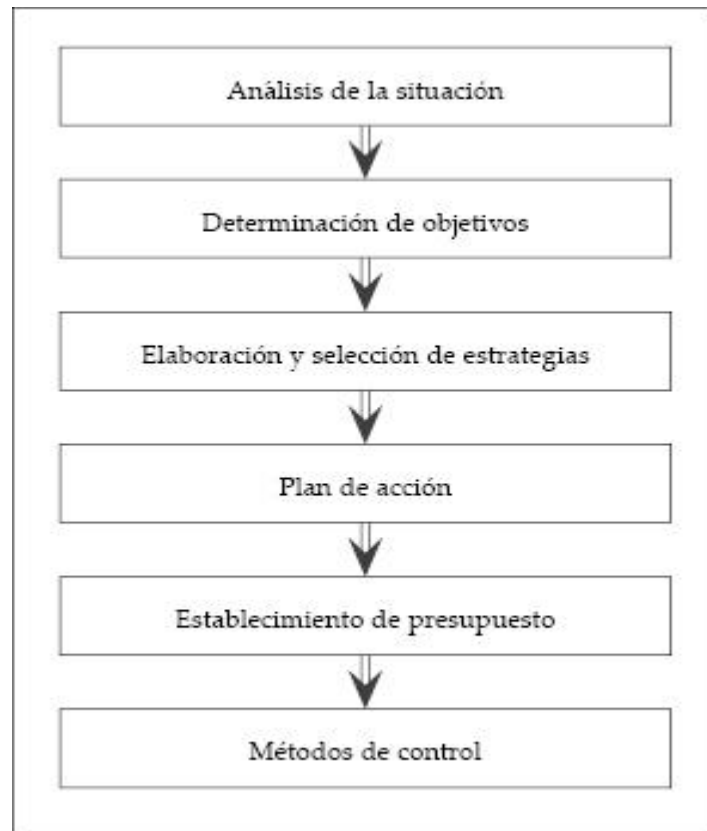 Análisis de la situación
Determinación de objetivos
Elaboración y selección de estrategias
Plan de acción
Establecimiento de presupuesto
Métodos de control